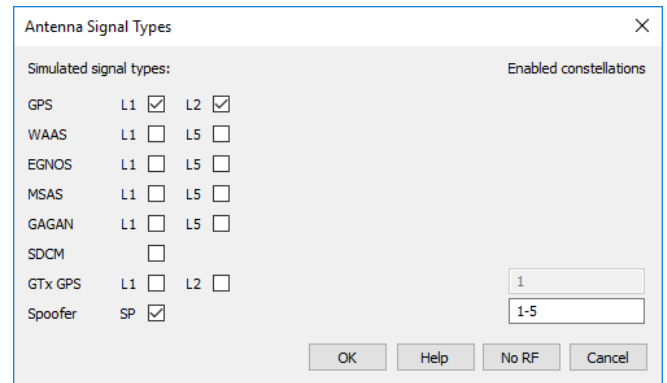 Antenna Signal Types
Simulated signal types: Enabled constellations
GPS L1 L2
WAAS L1 L5
EGNOS L1 L5
MSAS L1 L5
GAGAN L1 L5
SDCM
GTx GPS L1 L2 1
Spoofer SP 1-5
OK Help No RF Cancel